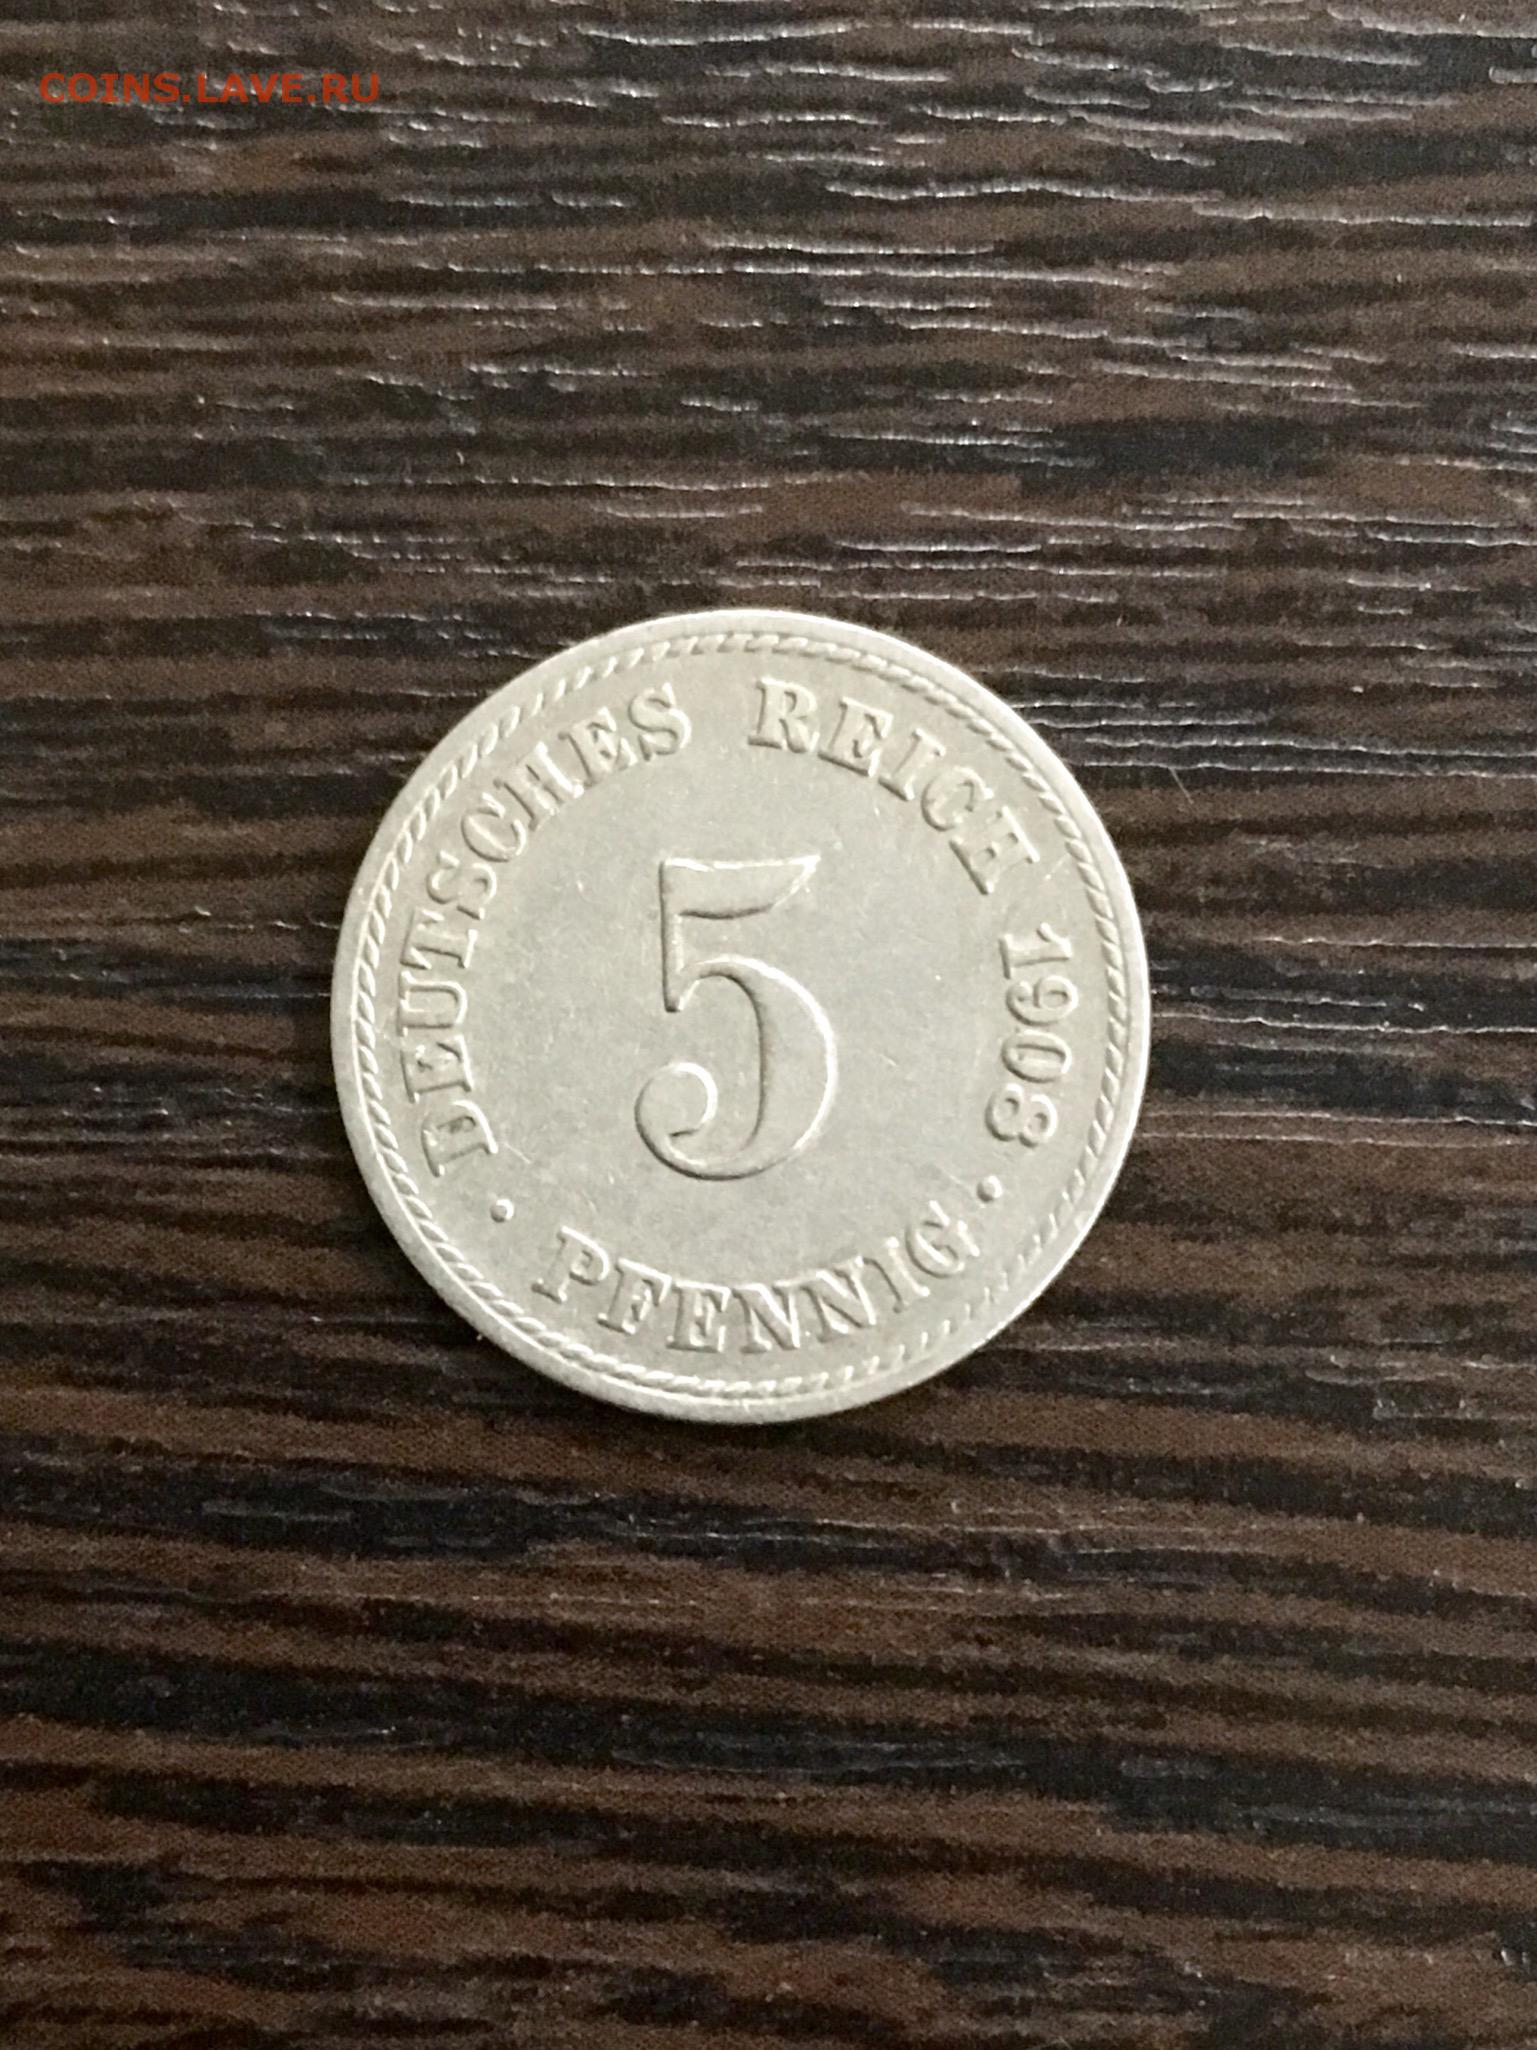 COINS.LAVE.RU
DEUTSCHES REICH 1908
5
· PFENNIG ·